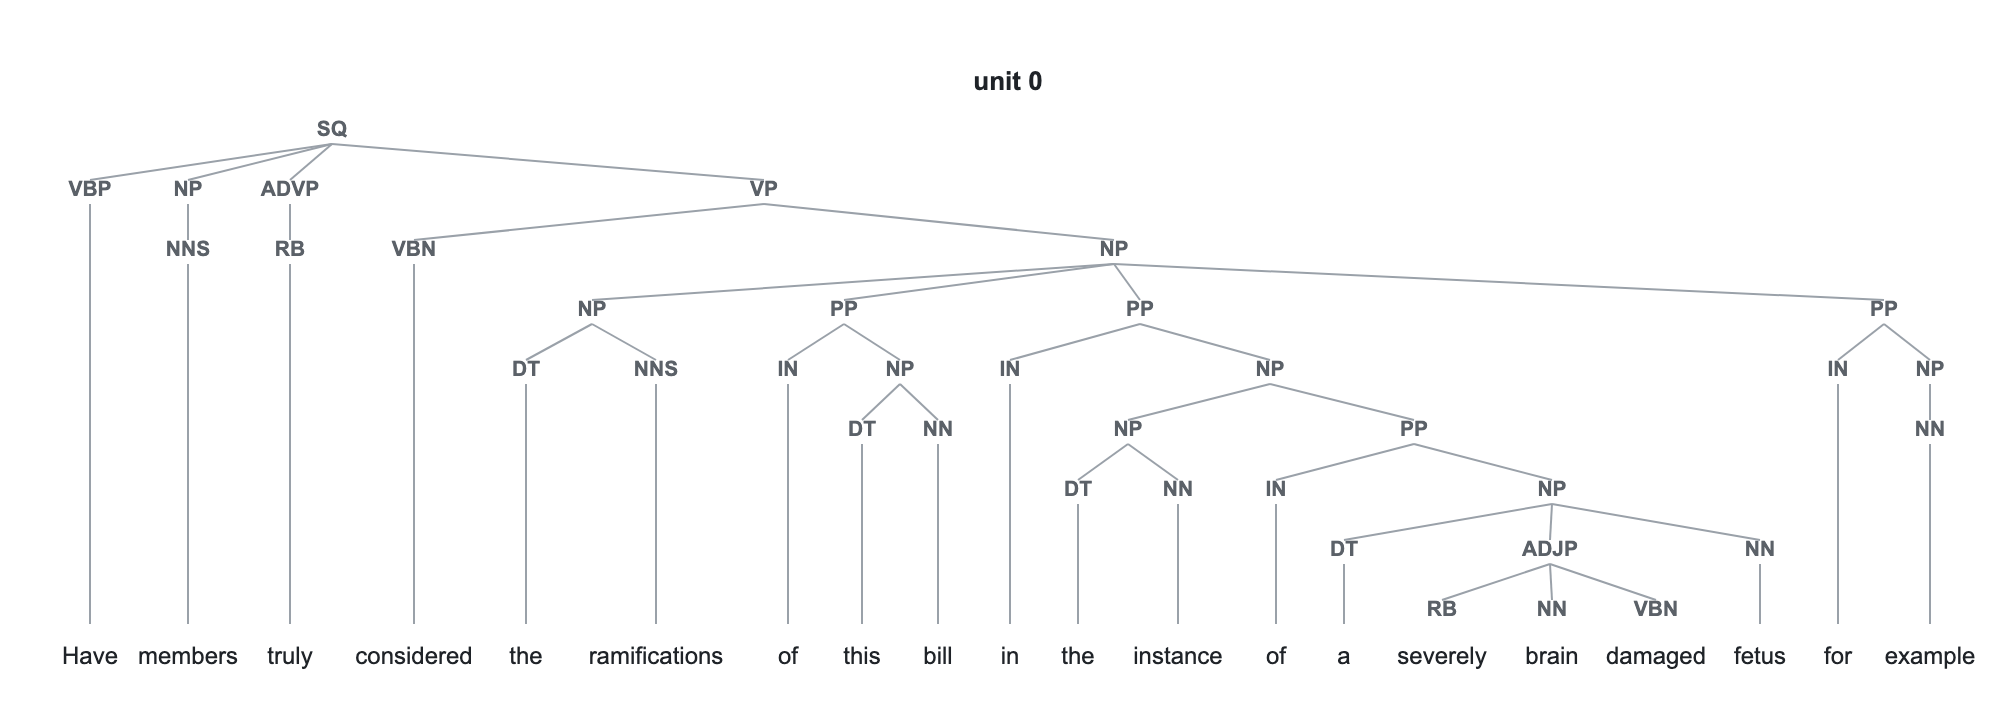 unit 0
SQ
VBP NP ADVP VP
NNS RB VBN NP
NP PP PP PP
DT NNS IN NP IN NP IN NP
DT NN NP PP NN
DT NN IN NP
DT ADJP NN
RB NN VBN
Have members truly considered the ramifications of this bill in the instance of a severely brain damaged fetus for example